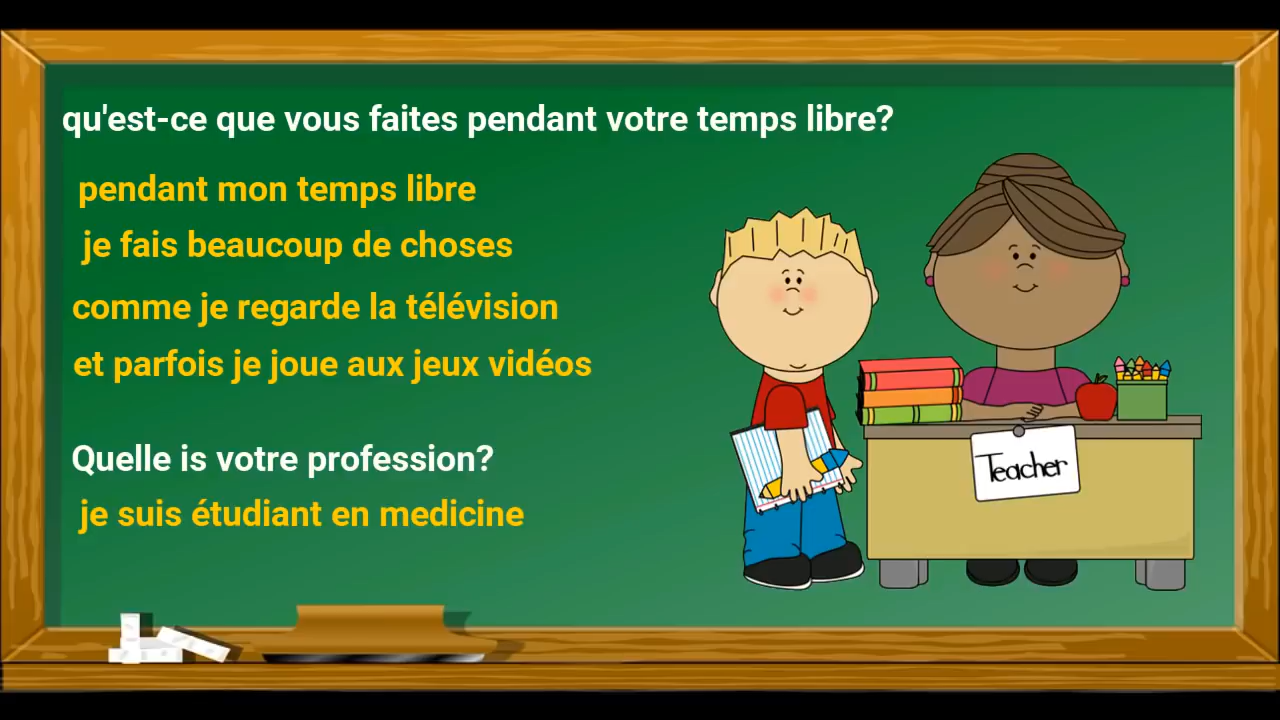 qu'est-ce que vous faites pendant votre temps libre?
pendant mon temps libre
je fais beaucoup de choses
comme je regarde la télévision
et parfois je joue aux jeux vidéos
Quelle is votre profession?
je suis étudiant en medicine
Teacher